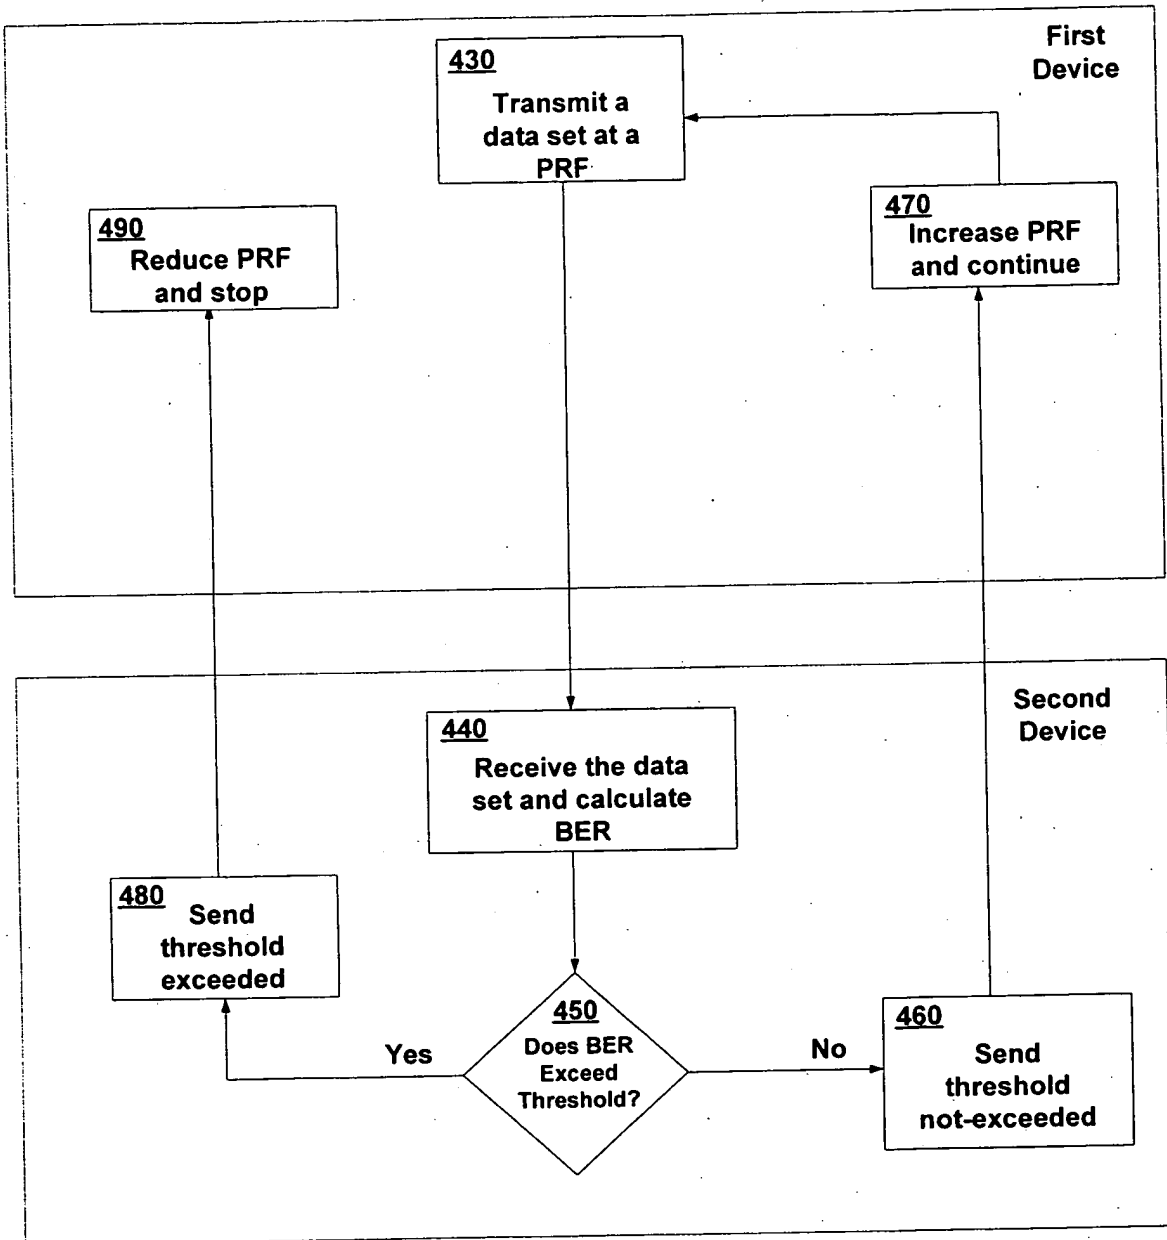 First
Device
430
Transmit a
data set at a
PRF
490
Reduce PRF
and stop
470
Increase PRF
and continue
Second
Device
440
Receive the data
set and calculate
BER
480
Send
threshold
exceeded
450
Does BER
Exceed
Threshold?
Yes
No
460
Send
threshold
not-exceeded